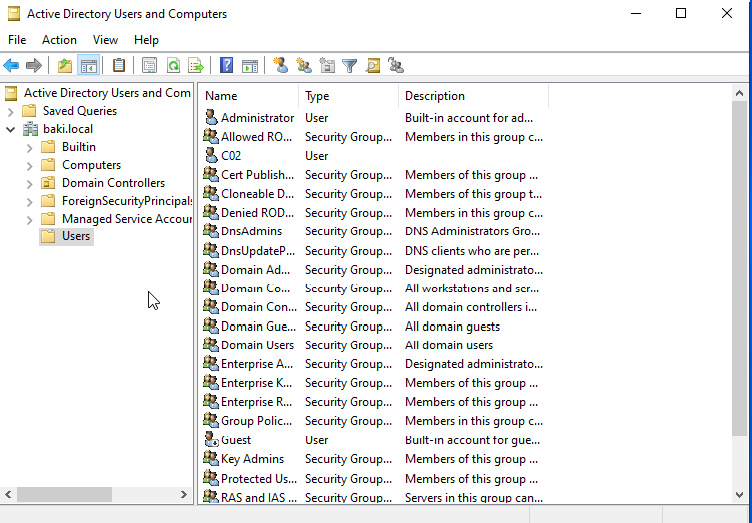 Active Directory Users and Computers
File Action View Help
Active Directory Users and Com
Saved Queries
baki.local
Builtin
Computers
Domain Controllers
ForeignSecurityPrincipals
Managed Service Accour
Users
Name Type Description
Administrator User Built-in account for ad...
Allowed RO... Security Group... Members in this group c...
C02 User
Cert Publish... Security Group... Members of this group ...
Cloneable D... Security Group... Members of this group t...
Denied ROD... Security Group... Members in this group c...
DnsAdmins Security Group... DNS Administrators Gro...
DnsUpdateP... Security Group... DNS clients who are per...
Domain Ad... Security Group... Designated administrato...
Domain Co... Security Group... All workstations and ser...
Domain Con... Security Group... All domain controllers i...
Domain Gue... Security Group... All domain guests
Domain Users Security Group... All domain users
Enterprise A... Security Group... Designated administrato...
Enterprise K... Security Group... Members of this group ...
Enterprise R... Security Group... Members of this group ...
Group Polic... Security Group... Members in this group c...
Guest User Built-in account for gue...
Key Admins Security Group... Members of this group ...
Protected Us... Security Group... Members of this group ...
RAS and IAS ... Security Group... Servers in this group can...